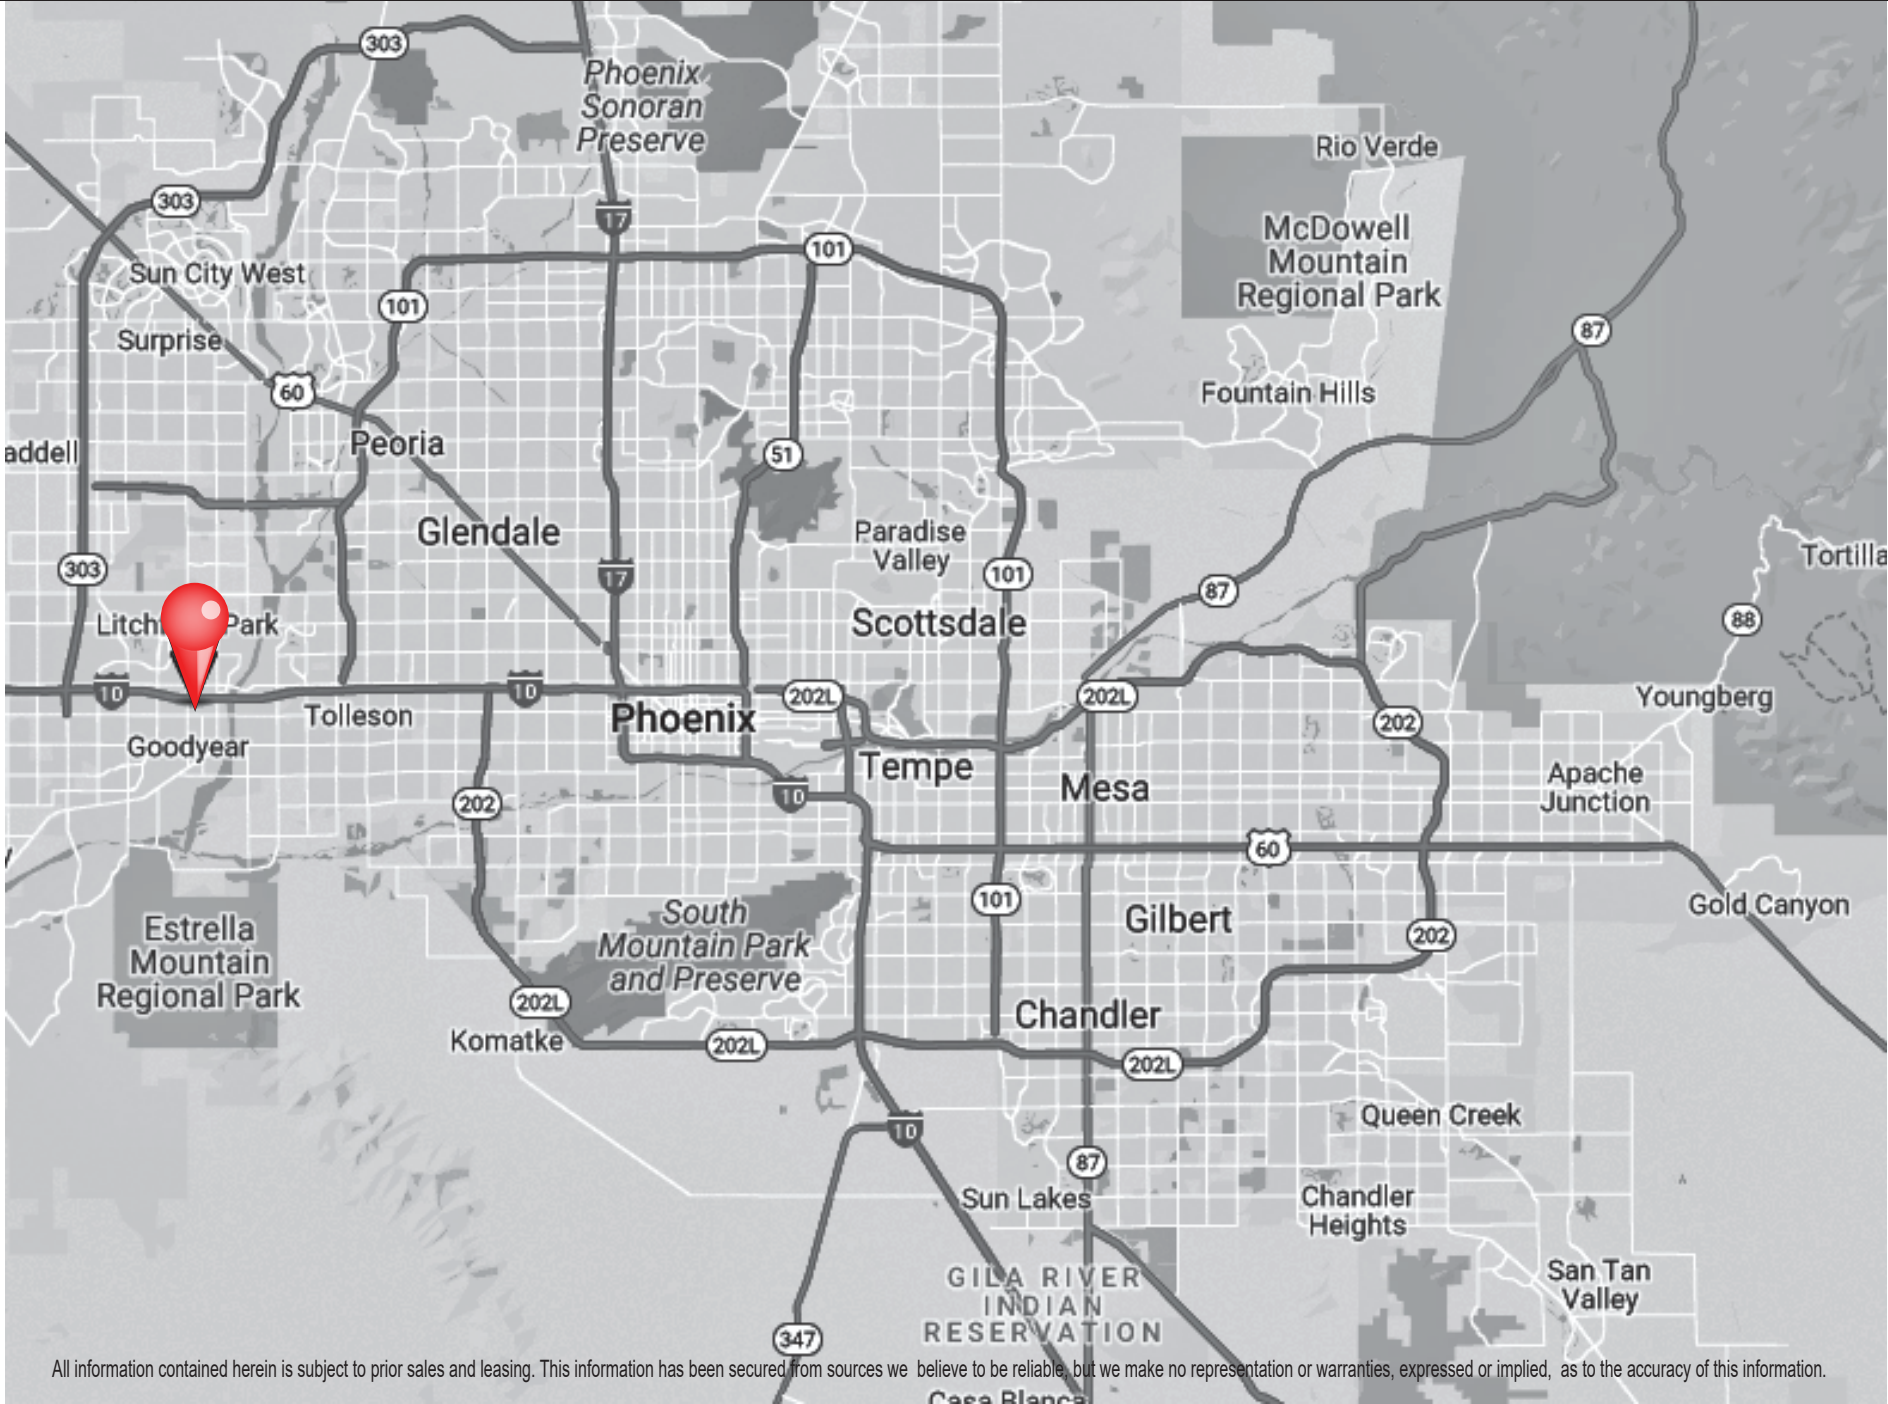 303
Phoenix
Sonoran
Preserve
Rio Verde
303
17
McDowell
Mountain
Regional Park
101
Sun City West
101
87
Surprise
60
Fountain Hills
Peoria
addell
51
Glendale
Paradise
Valley
Tortilla
303
17
101
87
88
Litch
Park
Scottsdale
10
10
202L
202L
Youngberg
Tolleson
Phoenix
202
Goodyear
Tempe
Mesa
Apache
Junction
10
202
60
101
Gold Canyon
South
Mountain Park
and Preserve
Gilbert
Estrella
Mountain
Regional Park
202
202L
Chandler
Komatke
202L
202L
10
Queen Creek
87
Sun Lakes
Chandler
Heights
GILA RIVER
INDIAN
RESERVATION
San Tan
Valley
347
All information contained herein is subject to prior sales and leasing. This information has been secured from sources we believe to be reliable, but we make no representation or warranties, expressed or implied, as to the accuracy of this information.
Casa Blanca